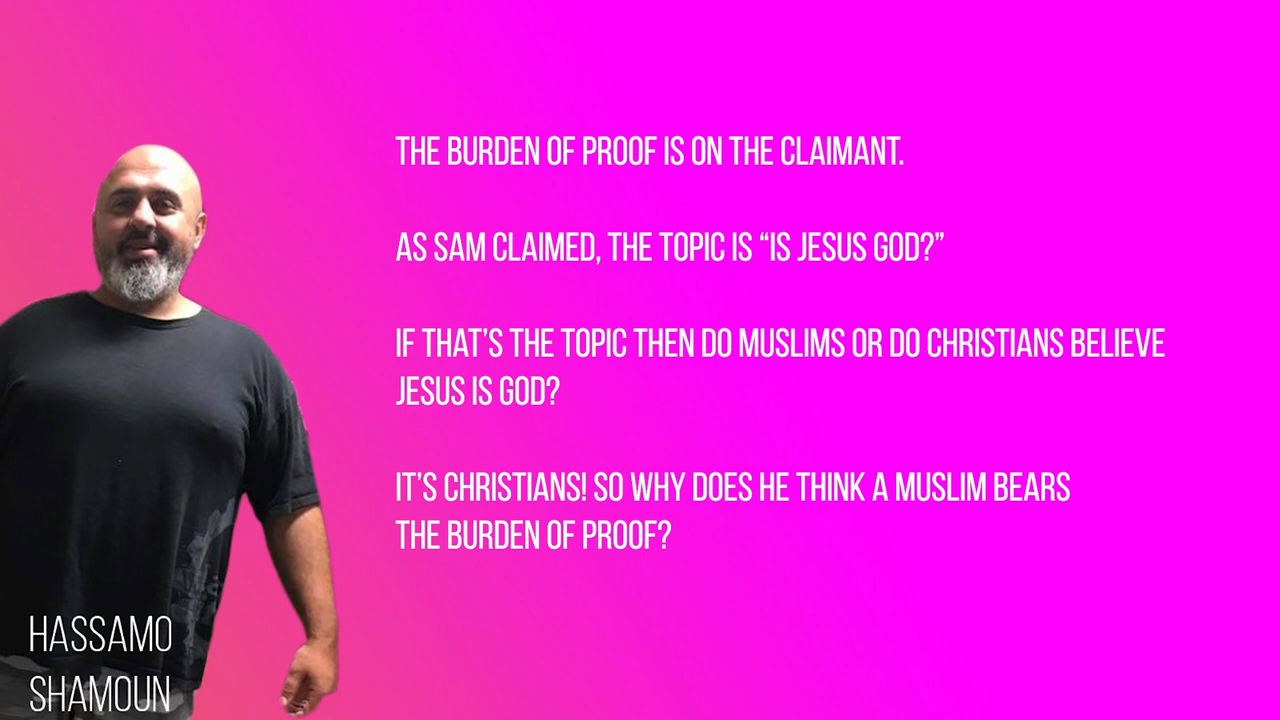 THE BURDEN OF PROOF IS ON THE CLAIMANT.
AS SAM CLAIMED, THE TOPIC IS “IS JESUS GOD?”
IF THAT’S THE TOPIC THEN DO MUSLIMS OR DO CHRISTIANS BELIEVE
JESUS IS GOD?
IT’S CHRISTIANS! SO WHY DOES HE THINK A MUSLIM BEARS
THE BURDEN OF PROOF?
HASSAMO
SHAMOUN